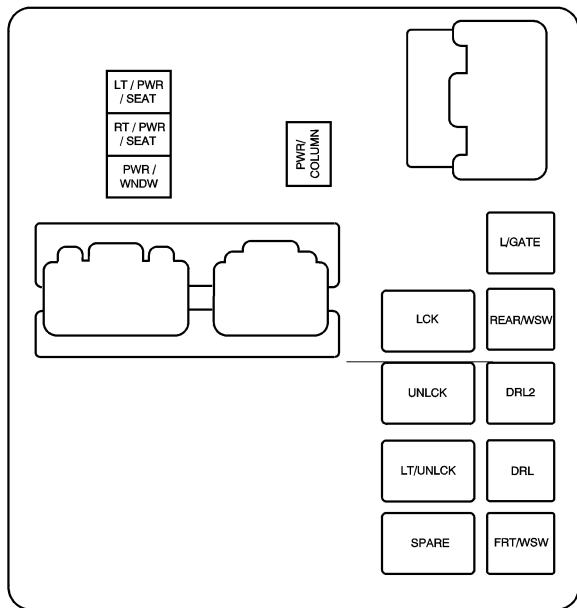 LT / PWR
/ SEAT
RT / PWR
/ SEAT
PWR /
WNDW
PWR/
COLUMN
L/GATE
LCK
REAR/WSW
UNLCK
DRL2
LT/UNLCK
DRL
SPARE
FRT/WSW